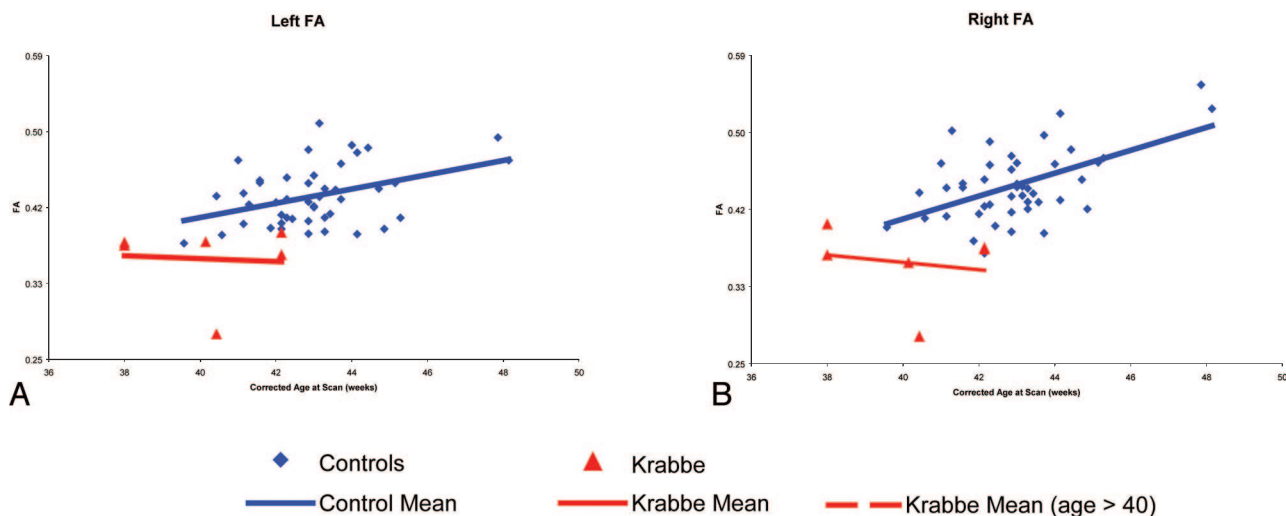 Left FA
Right FA
0.59
0.50
0.42
0.33
0.25
FA
36 38 40 42 44 46 48 50
Corrected Age at Scan (weeks)
A
0.59
0.50
0.42
0.33
0.25
FA
36 38 40 42 44 46 48 50
Corrected Age at Scan (weeks)
B
Controls
Krabbe
Control Mean
Krabbe Mean
Krabbe Mean (age > 40)